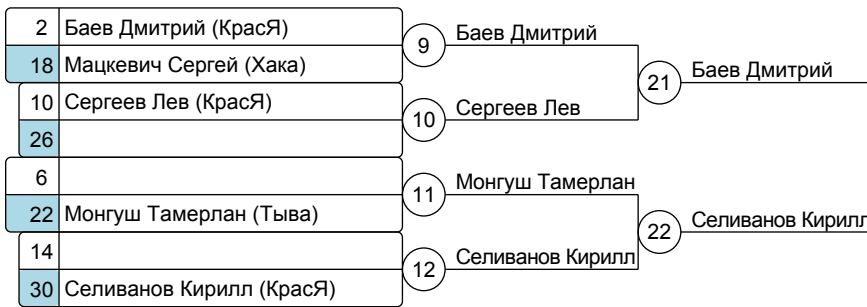 2 Баев Дмитрий (КрасЯ)
9 Баев Дмитрий
18 Мацкевич Сергей (Хака)
21 Баев Дмитрий
10 Сергеев Лев (КрасЯ)
10 Сергеев Лев
26
6
11 Монгуш Тамерлан
22 Монгуш Тамерлан (Тыва)
22 Селиванов Кирилл
14
12 Селиванов Кирилл
30 Селиванов Кирилл (КрасЯ)